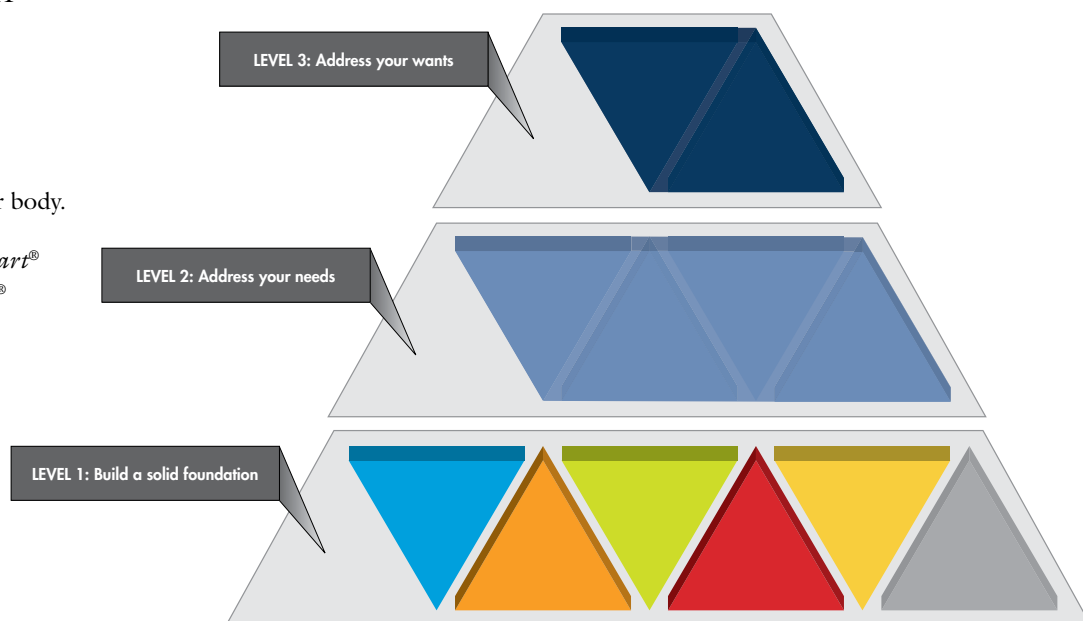 LEVEL 3: Address your wants
r body.
art®
®
LEVEL 2: Address your needs
LEVEL 1: Build a solid foundation